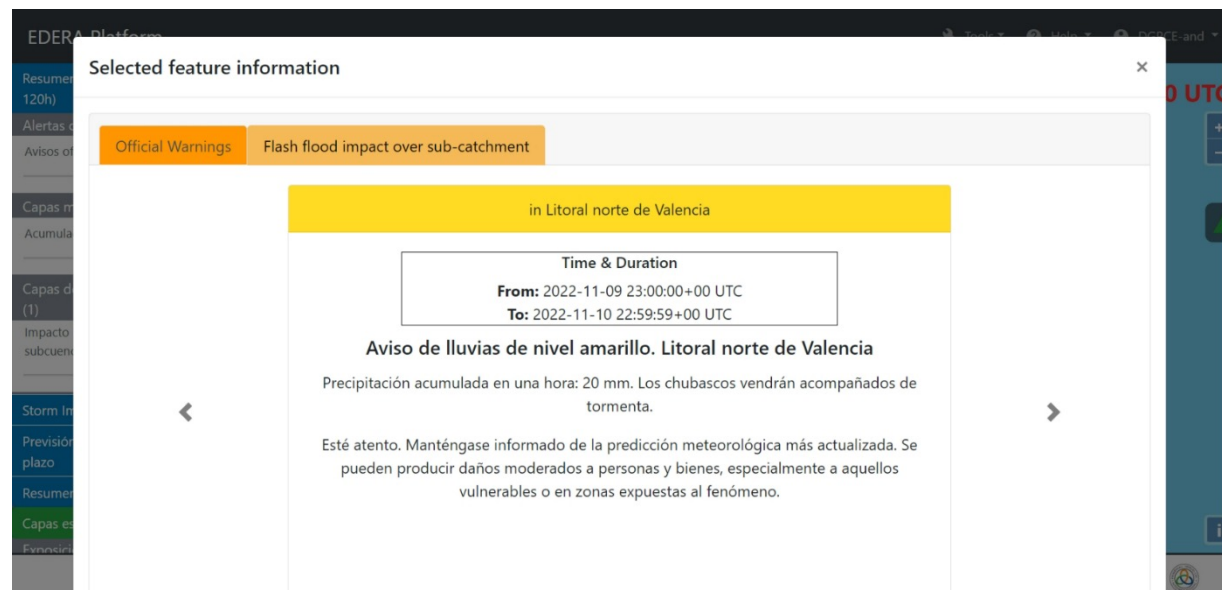 EDERA Platform
Tools
Help
DGPCE-and
Selected feature information
×
Resumen
120h)
0 UTC
Alertas
Avisos of
Official Warnings
Flash flood impact over sub-catchment
in Litoral norte de Valencia
Capas m
Acumula
Time & Duration
From: 2022-11-09 23:00:00+00 UTC
To: 2022-11-10 22:59:59+00 UTC
Capas d
(1)
Impacto
subcuen
Aviso de lluvias de nivel amarillo. Litoral norte de Valencia
Precipitación acumulada en una hora: 20 mm. Los chubascos vendrán acompañados de
tormenta.
Storm Im
Previsión
plazo
Esté atento. Manténgase informado de la predicción meteorológica más actualizada. Se
pueden producir daños moderados a personas y bienes, especialmente a aquellos
vulnerables o en zonas expuestas al fenómeno.
Resumen
Capas es
Exposici